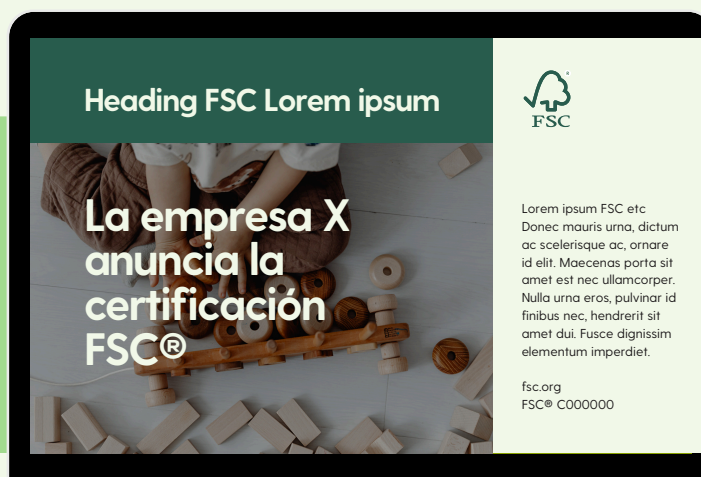 Heading FSC Lorem ipsum
La empresa X
anuncia la
certificación
FSC®
FSC
Lorem ipsum FSC etc
Donec mauris urna, dictum
ac scelerisque ac, ornare
id elit. Maecenas porta sit
amet est nec ullamcorper.
Nulla urna eros, pulvinar id
finibus nec, hendrerit sit
amet dui. Fusce dignissim
elementum imperdiet.
fsc.org
FSC® C000000